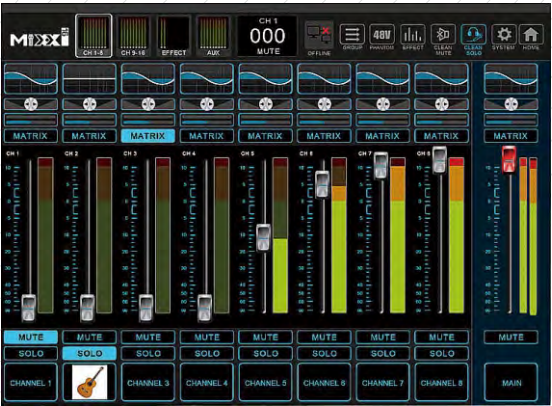 MiXXi
CH 1-8
CH 9-16
EFFECT
AUX
CH 1
000
MUTE
OFFLINE
GROUP
48V
PHANTOM
EFFECT
CLEAN
MUTE
CLEAN
SOLO
SYSTEM
HOME
MATRIX MATRIX MATRIX MATRIX MATRIX MATRIX MATRIX MATRIX MATRIX
CH 1 CH 2 CH 3 CH 4 CH 5 CH 6 CH 7 CH 8
MUTE MUTE MUTE MUTE MUTE MUTE MUTE MUTE MUTE
SOLO SOLO SOLO SOLO SOLO SOLO SOLO SOLO
CHANNEL 1 CHANNEL 3 CHANNEL 4 CHANNEL 5 CHANNEL 6 CHANNEL 7 CHANNEL 8 MAIN